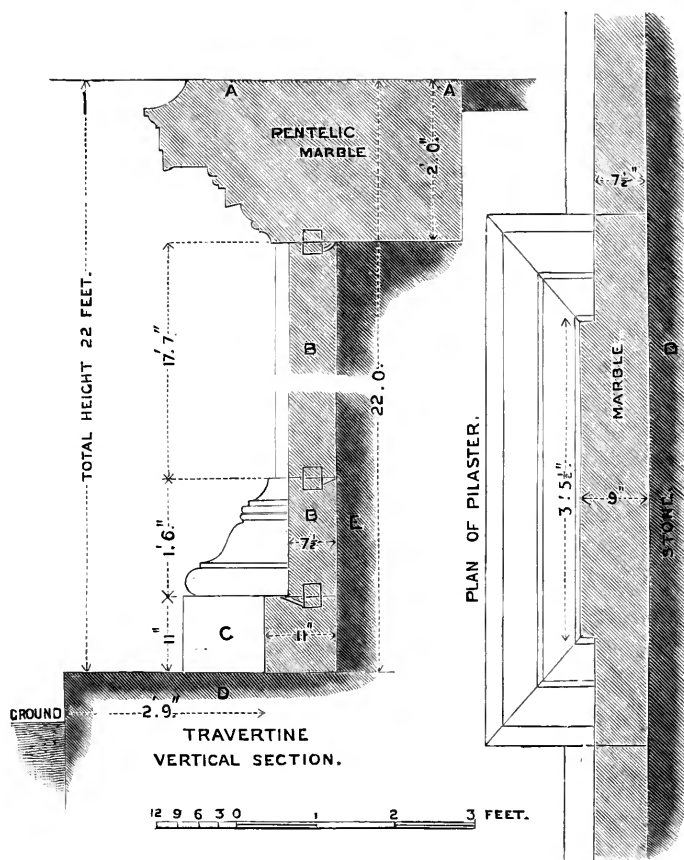 A
A
PENTELIC
MARBLE
2'.0."
TOTAL HEIGHT 22 FEET.
17.'7."
B
22.0.
1.'6."
B
7½"
E
11"
C
11"
GROUND
D
2.'9."
TRAVERTINE
VERTICAL SECTION.
12 9 6 3 0 1 2 3 FEET.
PLAN OF PILASTER.
7½"
MARBLE
D
3'.5½".
9"
STONE.